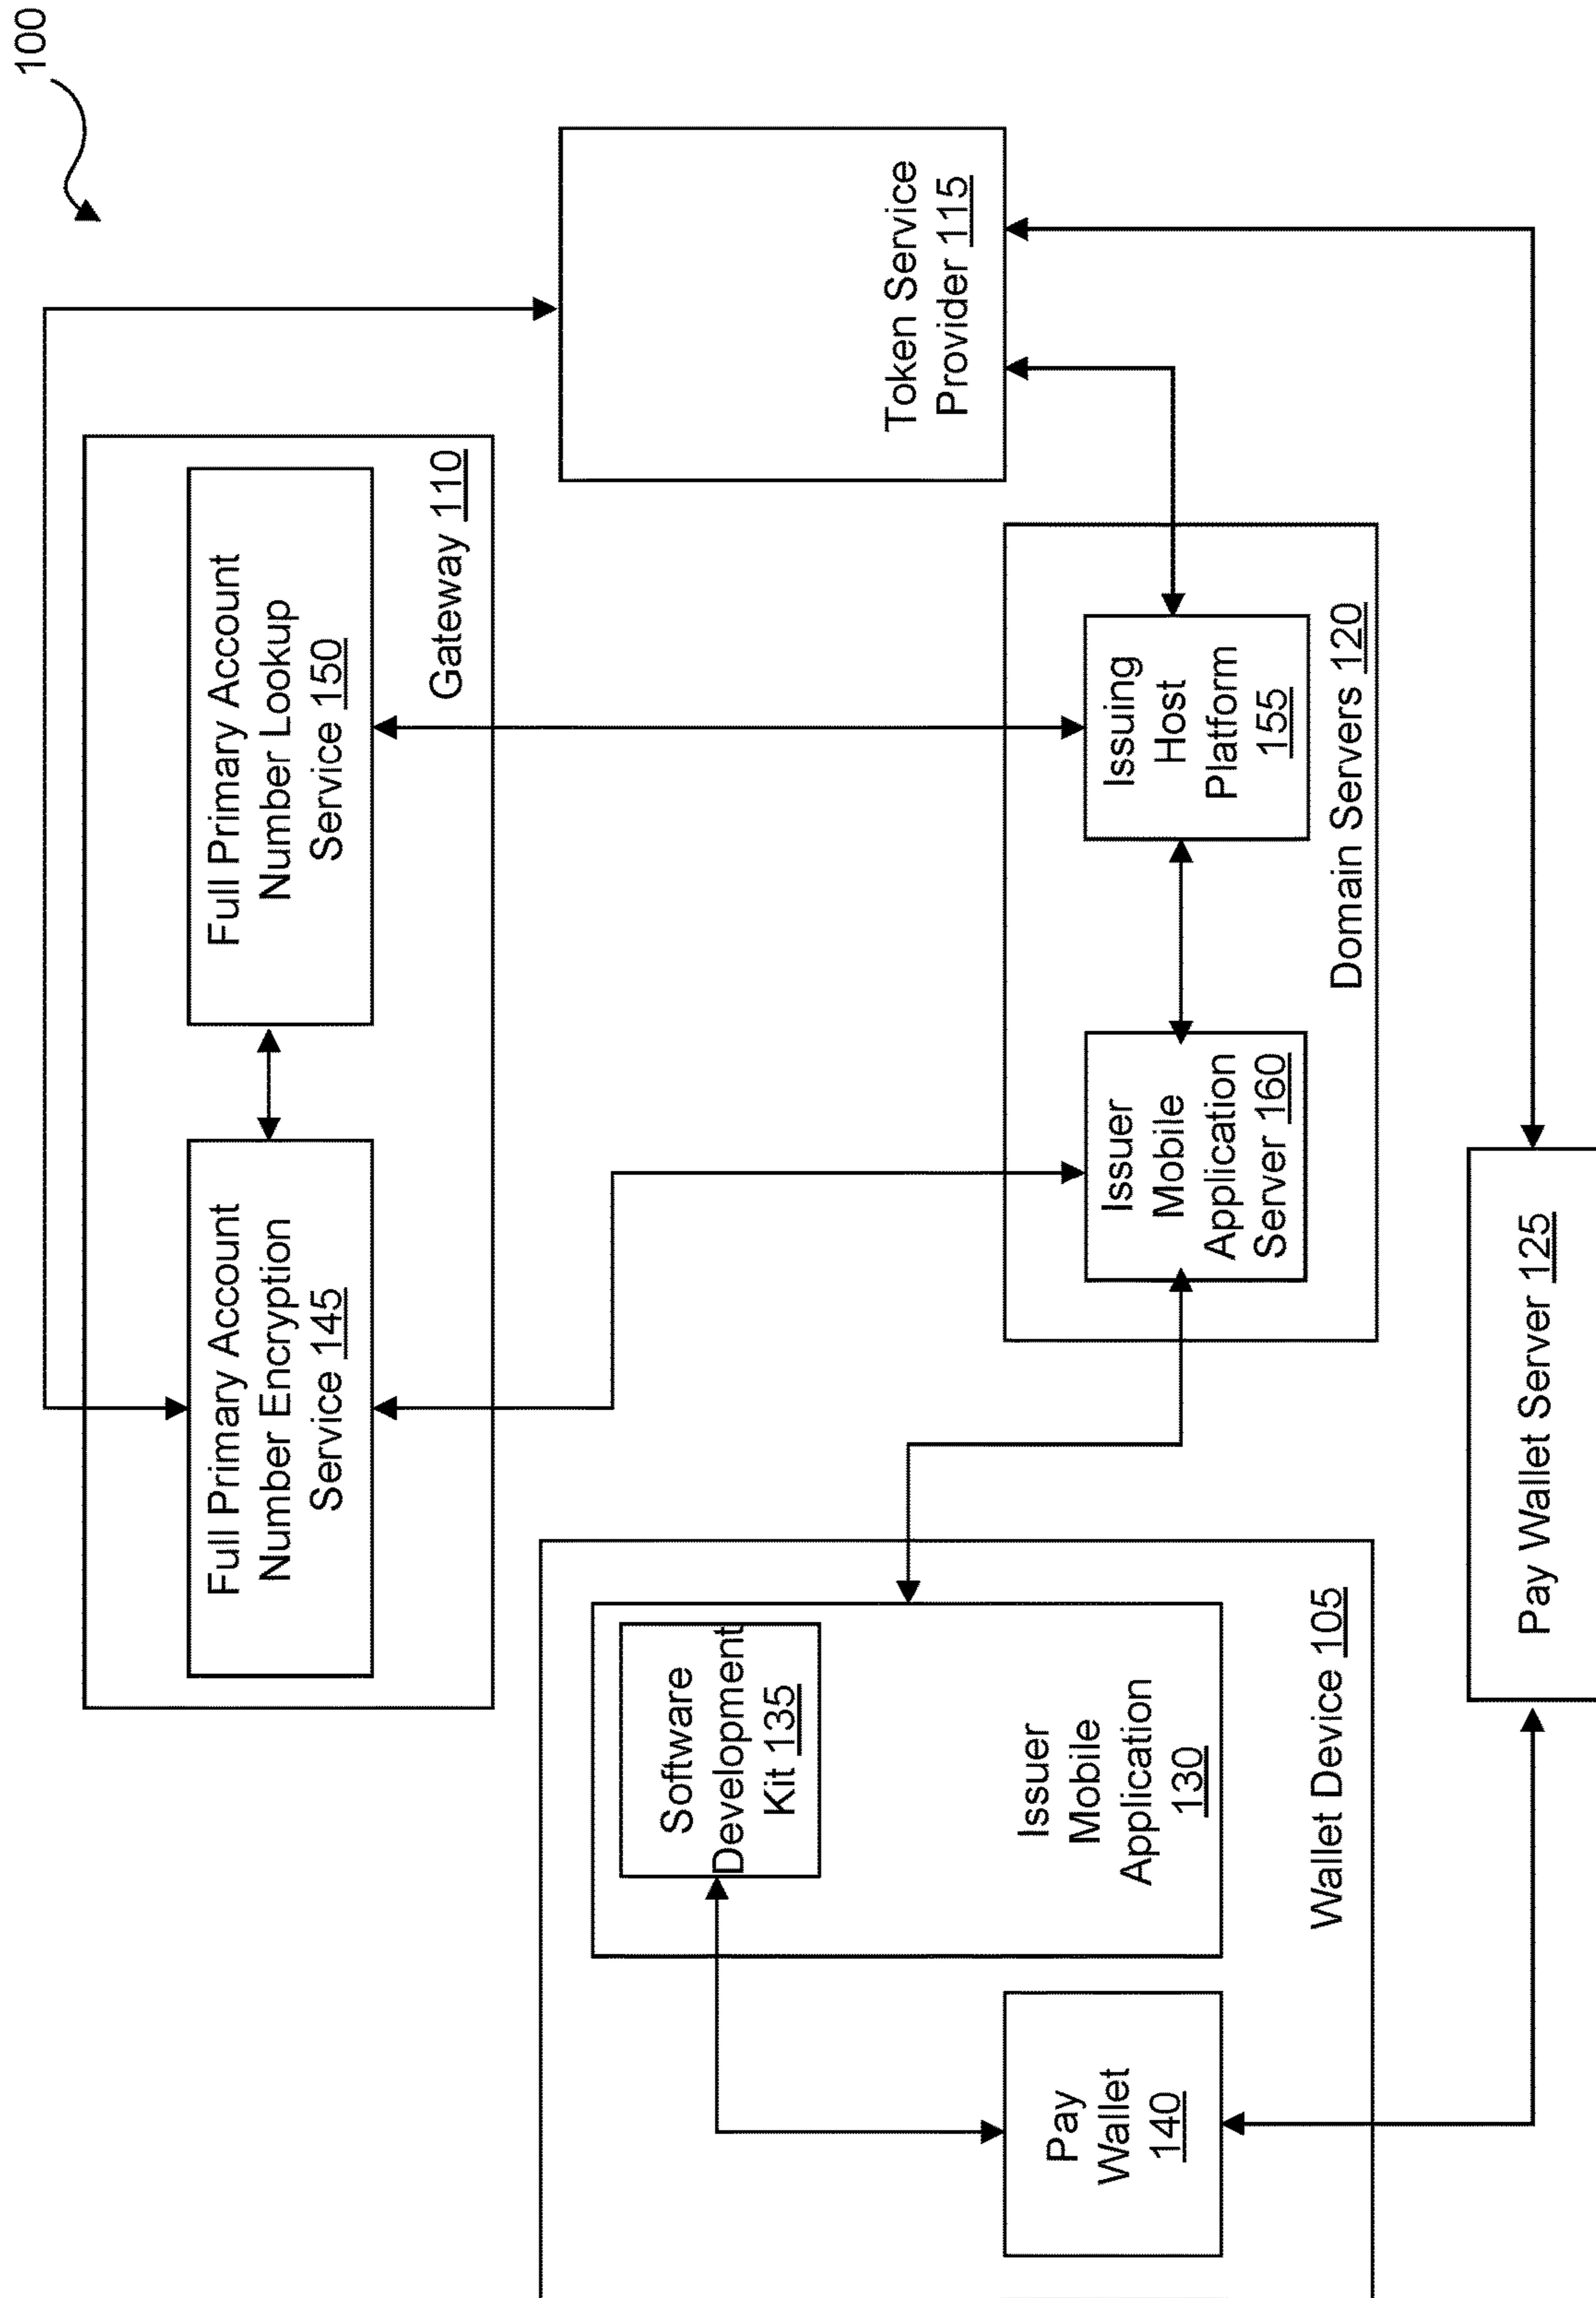 100
Full Primary Account
Number Encryption
Service 145
Full Primary Account
Number Lookup
Service 150
Gateway 110
Token Service
Provider 115
Software
Development
Kit 135
Issuer
Mobile
Application
130
Pay
Wallet
140
Wallet Device 105
Issuer
Mobile
Application
Server 160
Issuing
Host
Platform
155
Domain Servers 120
Pay Wallet Server 125